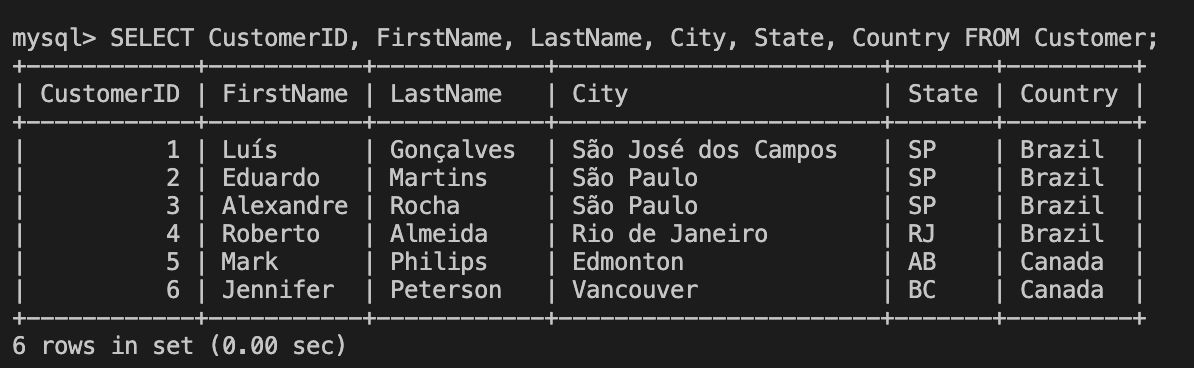 mysql> SELECT CustomerID, FirstName, LastName, City, State, Country FROM Customer;
+------------+-----------+------------+-----------------------+-------+---------+
| CustomerID | FirstName | LastName   | City                  | State | Country |
+------------+-----------+------------+-----------------------+-------+---------+
|          1 | Luís      | Gonçalves  | São José dos Campos   | SP    | Brazil  |
|          2 | Eduardo   | Martins    | São Paulo             | SP    | Brazil  |
|          3 | Alexandre | Rocha      | São Paulo             | SP    | Brazil  |
|          4 | Roberto   | Almeida    | Rio de Janeiro        | RJ    | Brazil  |
|          5 | Mark      | Philips    | Edmonton              | AB    | Canada  |
|          6 | Jennifer  | Peterson   | Vancouver             | BC    | Canada  |
+------------+-----------+------------+-----------------------+-------+---------+
6 rows in set (0.00 sec)